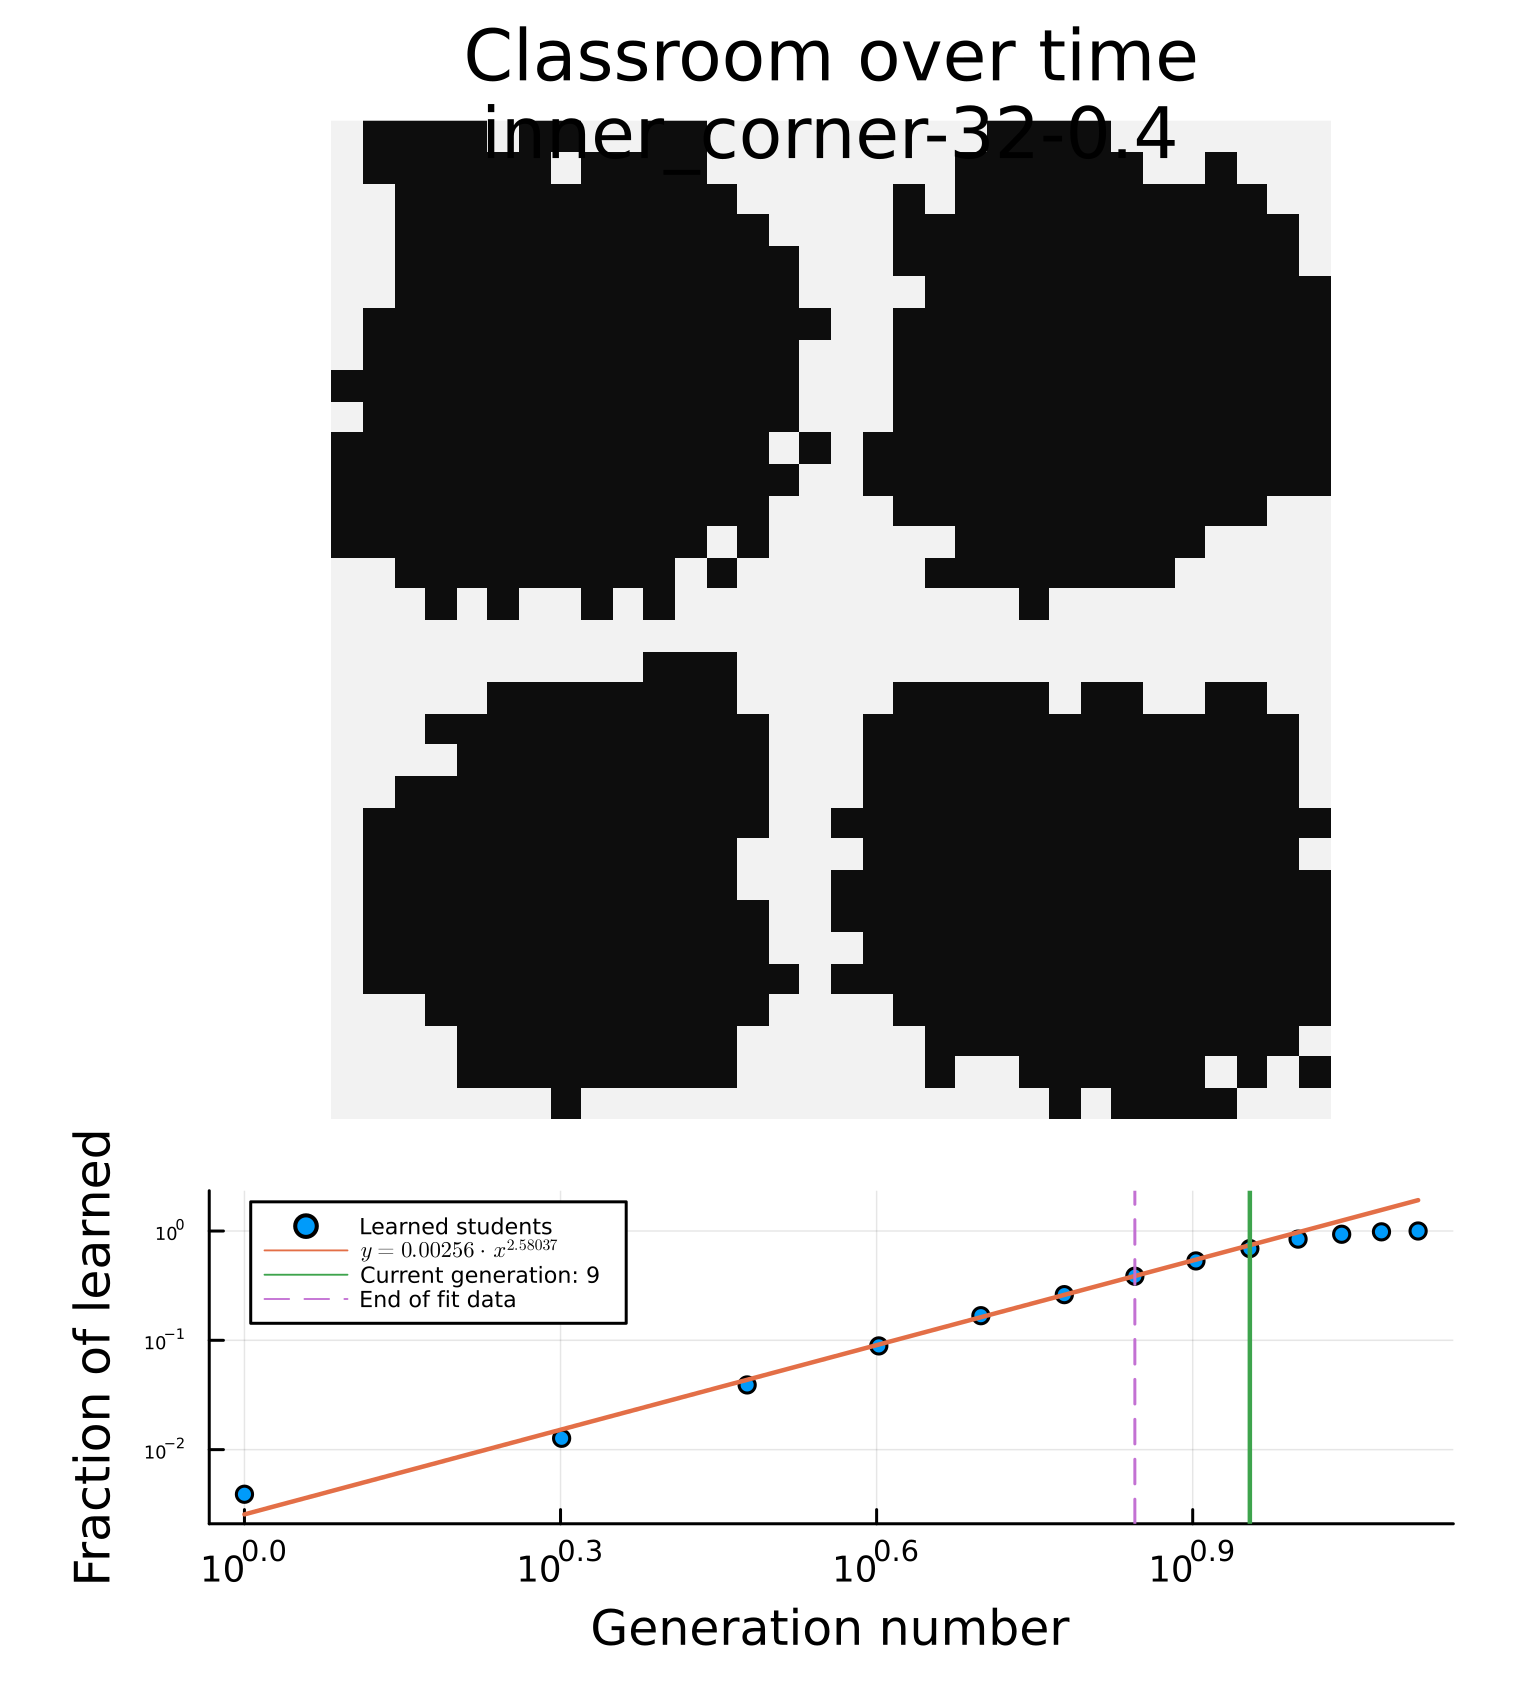 Classroom over time
inner_corner-32-0.4
Fraction of learned
10⁰
10⁻¹
10⁻²
Learned students
y = 0.00256 · x^2.58037
Current generation: 9
End of fit data
10^0.0 10^0.3 10^0.6 10^0.9
Generation number